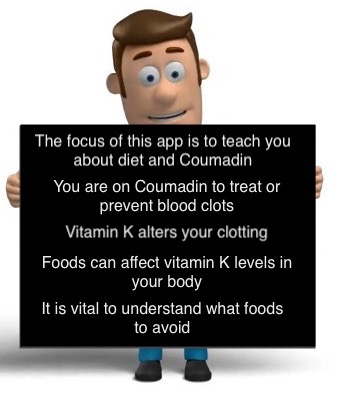 The focus of this app is to teach you
about diet and Coumadin
You are on Coumadin to treat or
prevent blood clots
Vitamin K alters your clotting
Foods can affect vitamin K levels in
your body
It is vital to understand what foods
to avoid